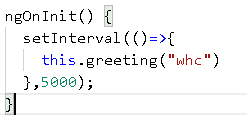 ngOnInit() {
setInterval(()=>{
this.greeting("whc")
},5000);
}